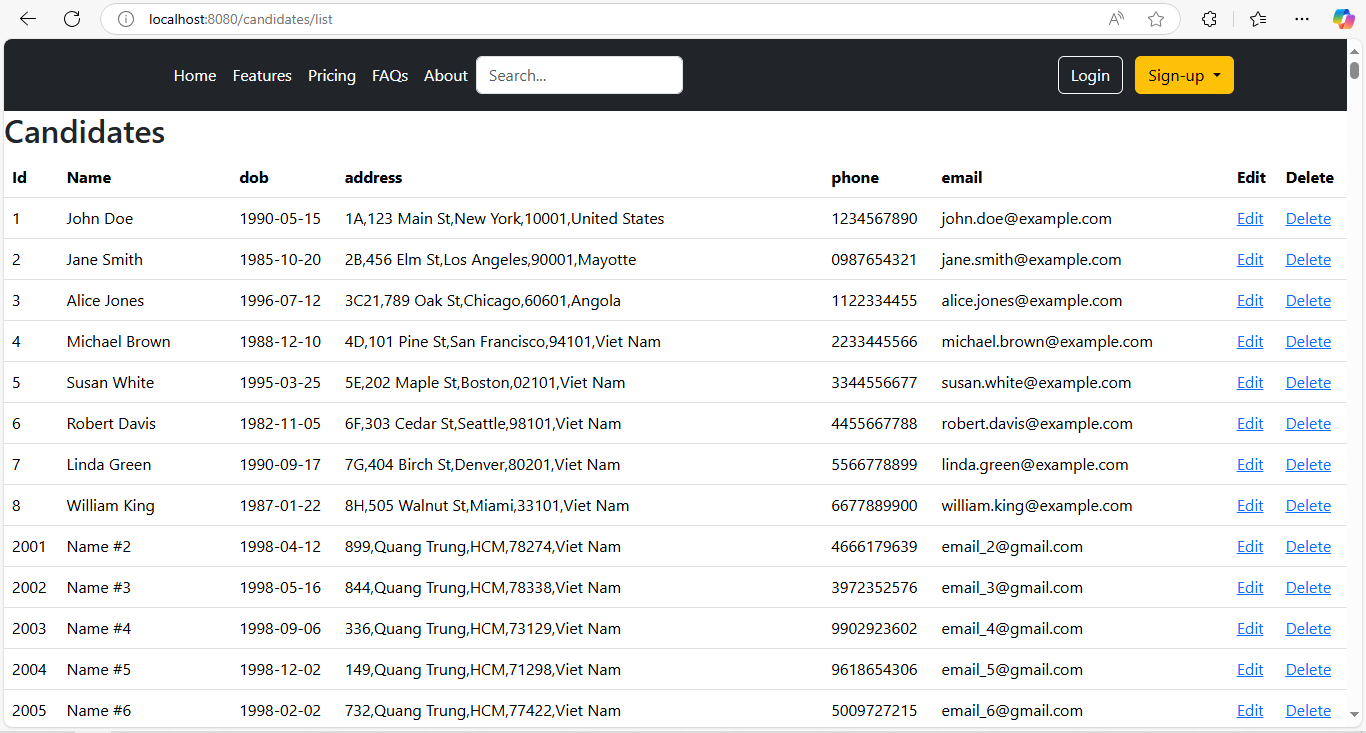 localhost:8080/candidates/list
Home Features Pricing FAQs About Search... Login Sign-up
Candidates
Id Name dob address phone email Edit Delete
1 John Doe 1990-05-15 1A,123 Main St,New York,10001,United States 1234567890 john.doe@example.com Edit Delete
2 Jane Smith 1985-10-20 2B,456 Elm St,Los Angeles,90001,Mayotte 0987654321 jane.smith@example.com Edit Delete
3 Alice Jones 1996-07-12 3C21,789 Oak St,Chicago,60601,Angola 1122334455 alice.jones@example.com Edit Delete
4 Michael Brown 1988-12-10 4D,101 Pine St,San Francisco,94101,Viet Nam 2233445566 michael.brown@example.com Edit Delete
5 Susan White 1995-03-25 5E,202 Maple St,Boston,02101,Viet Nam 3344556677 susan.white@example.com Edit Delete
6 Robert Davis 1982-11-05 6F,303 Cedar St,Seattle,98101,Viet Nam 4455667788 robert.davis@example.com Edit Delete
7 Linda Green 1990-09-17 7G,404 Birch St,Denver,80201,Viet Nam 5566778899 linda.green@example.com Edit Delete
8 William King 1987-01-22 8H,505 Walnut St,Miami,33101,Viet Nam 6677889900 william.king@example.com Edit Delete
2001 Name #2 1998-04-12 899,Quang Trung,HCM,78274,Viet Nam 4666179639 email_2@gmail.com Edit Delete
2002 Name #3 1998-05-16 844,Quang Trung,HCM,78338,Viet Nam 3972352576 email_3@gmail.com Edit Delete
2003 Name #4 1998-09-06 336,Quang Trung,HCM,73129,Viet Nam 9902923602 email_4@gmail.com Edit Delete
2004 Name #5 1998-12-02 149,Quang Trung,HCM,71298,Viet Nam 9618654306 email_5@gmail.com Edit Delete
2005 Name #6 1998-02-02 732,Quang Trung,HCM,77422,Viet Nam 5009727215 email_6@gmail.com Edit Delete